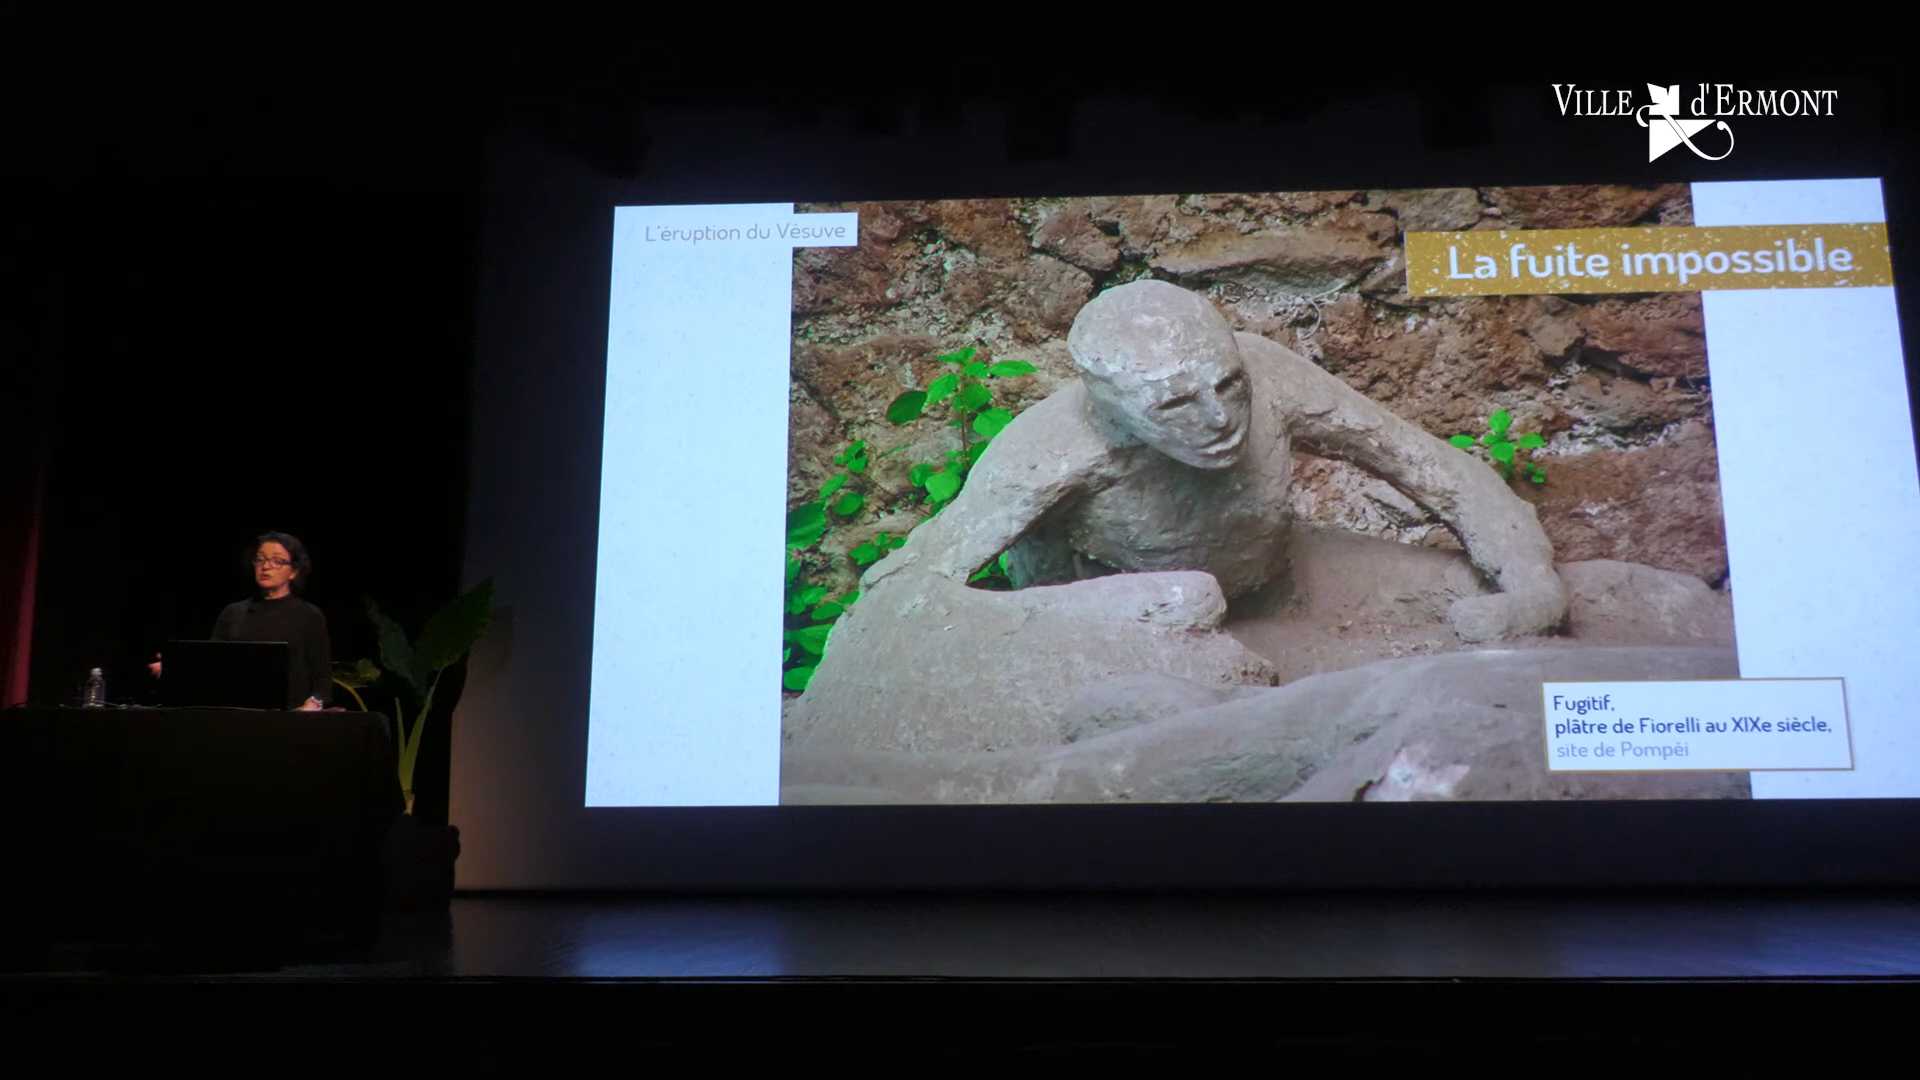 VILLE d'ERMONT
L'éruption du Vésuve
La fuite impossible
Fugitif,
plâtre de Fiorelli au XIXe siècle,
site de Pompéi